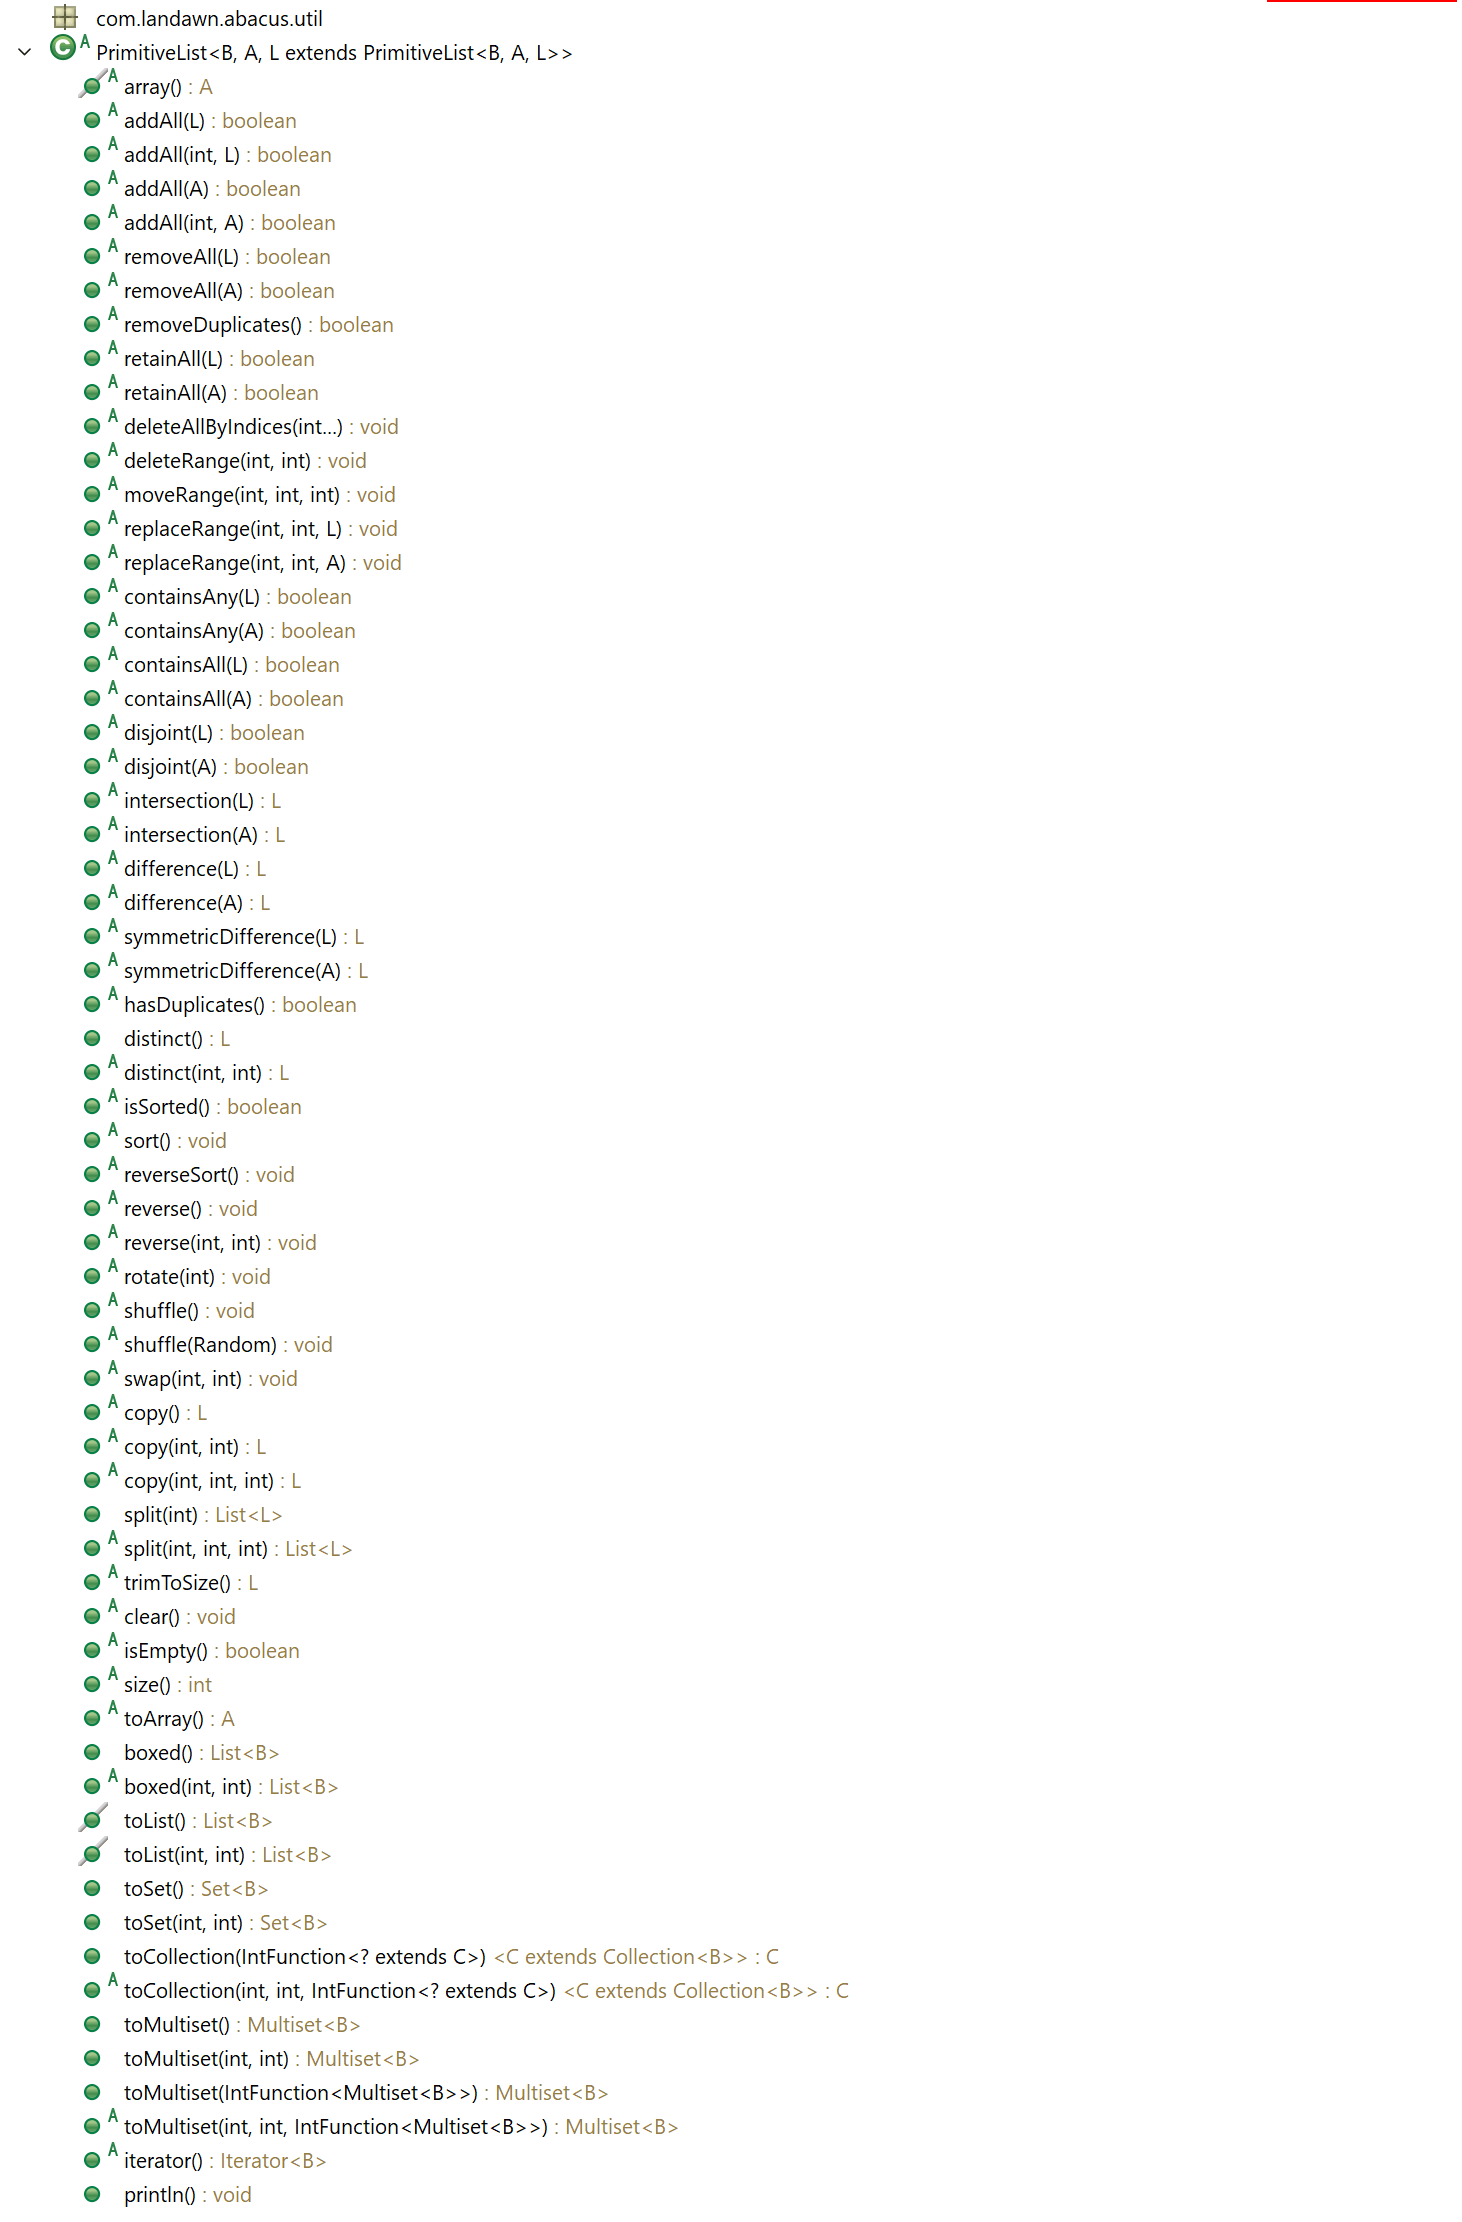 com.landawn.abacus.util
PrimitiveList<B, A, L extends PrimitiveList<B, A, L>>
array() : A
addAll(L) : boolean
addAll(int, L) : boolean
addAll(A) : boolean
addAll(int, A) : boolean
removeAll(L) : boolean
removeAll(A) : boolean
removeDuplicates() : boolean
retainAll(L) : boolean
retainAll(A) : boolean
deleteAllByIndices(int...) : void
deleteRange(int, int) : void
moveRange(int, int, int) : void
replaceRange(int, int, L) : void
replaceRange(int, int, A) : void
containsAny(L) : boolean
containsAny(A) : boolean
containsAll(L) : boolean
containsAll(A) : boolean
disjoint(L) : boolean
disjoint(A) : boolean
intersection(L) : L
intersection(A) : L
difference(L) : L
difference(A) : L
symmetricDifference(L) : L
symmetricDifference(A) : L
hasDuplicates() : boolean
distinct() : L
distinct(int, int) : L
isSorted() : boolean
sort() : void
reverseSort() : void
reverse() : void
reverse(int, int) : void
rotate(int) : void
shuffle() : void
shuffle(Random) : void
swap(int, int) : void
copy() : L
copy(int, int) : L
copy(int, int, int) : L
split(int) : List<L>
split(int, int, int) : List<L>
trimToSize() : L
clear() : void
isEmpty() : boolean
size() : int
toArray() : A
boxed() : List<B>
boxed(int, int) : List<B>
toList() : List<B>
toList(int, int) : List<B>
toSet() : Set<B>
toSet(int, int) : Set<B>
toCollection(IntFunction<? extends C>) <C extends Collection<B>> : C
toCollection(int, int, IntFunction<? extends C>) <C extends Collection<B>> : C
toMultiset() : Multiset<B>
toMultiset(int, int) : Multiset<B>
toMultiset(IntFunction<Multiset<B>>) : Multiset<B>
toMultiset(int, int, IntFunction<Multiset<B>>) : Multiset<B>
iterator() : Iterator<B>
println() : void